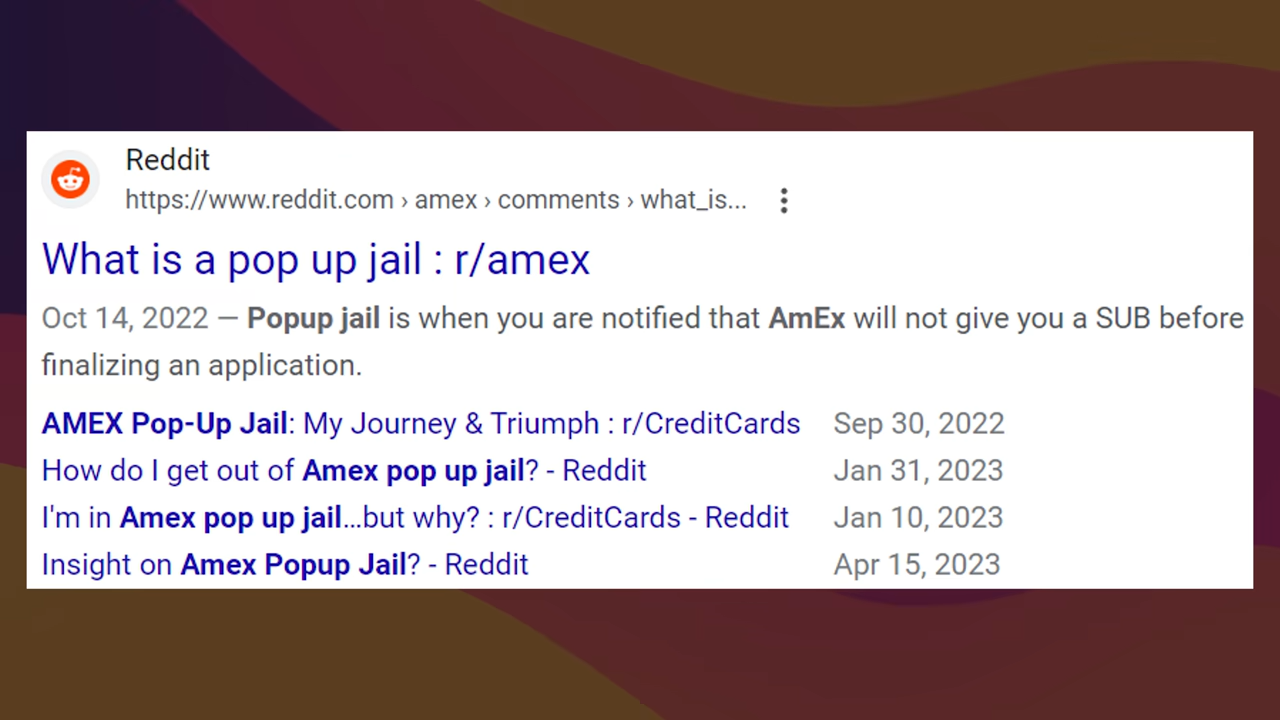 Reddit
https://www.reddit.com › amex › comments › what_is...
What is a pop up jail : r/amex
Oct 14, 2022 — Popup jail is when you are notified that AmEx will not give you a SUB before
finalizing an application.
AMEX Pop-Up Jail: My Journey & Triumph : r/CreditCards Sep 30, 2022
How do I get out of Amex pop up jail? - Reddit Jan 31, 2023
I'm in Amex pop up jail...but why? : r/CreditCards - Reddit Jan 10, 2023
Insight on Amex Popup Jail? - Reddit Apr 15, 2023